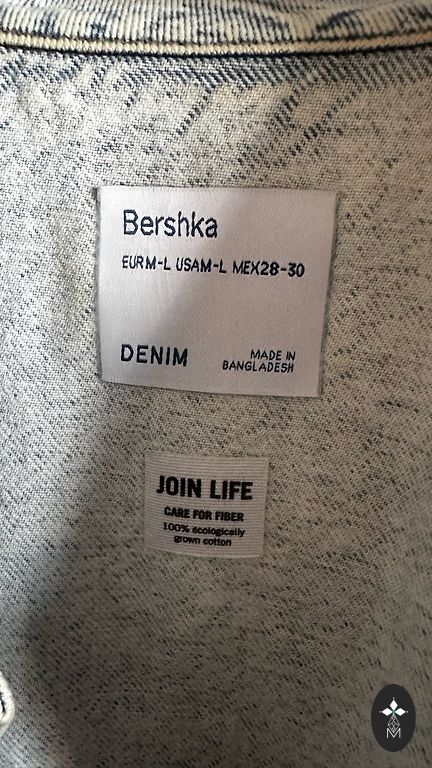 Bershka
EURM-L USAM-L MEX28-30
DENIM
MADE IN
BANGLADESH
JOIN LIFE
CARE FOR FIBER
100% ecologically
grown cotton